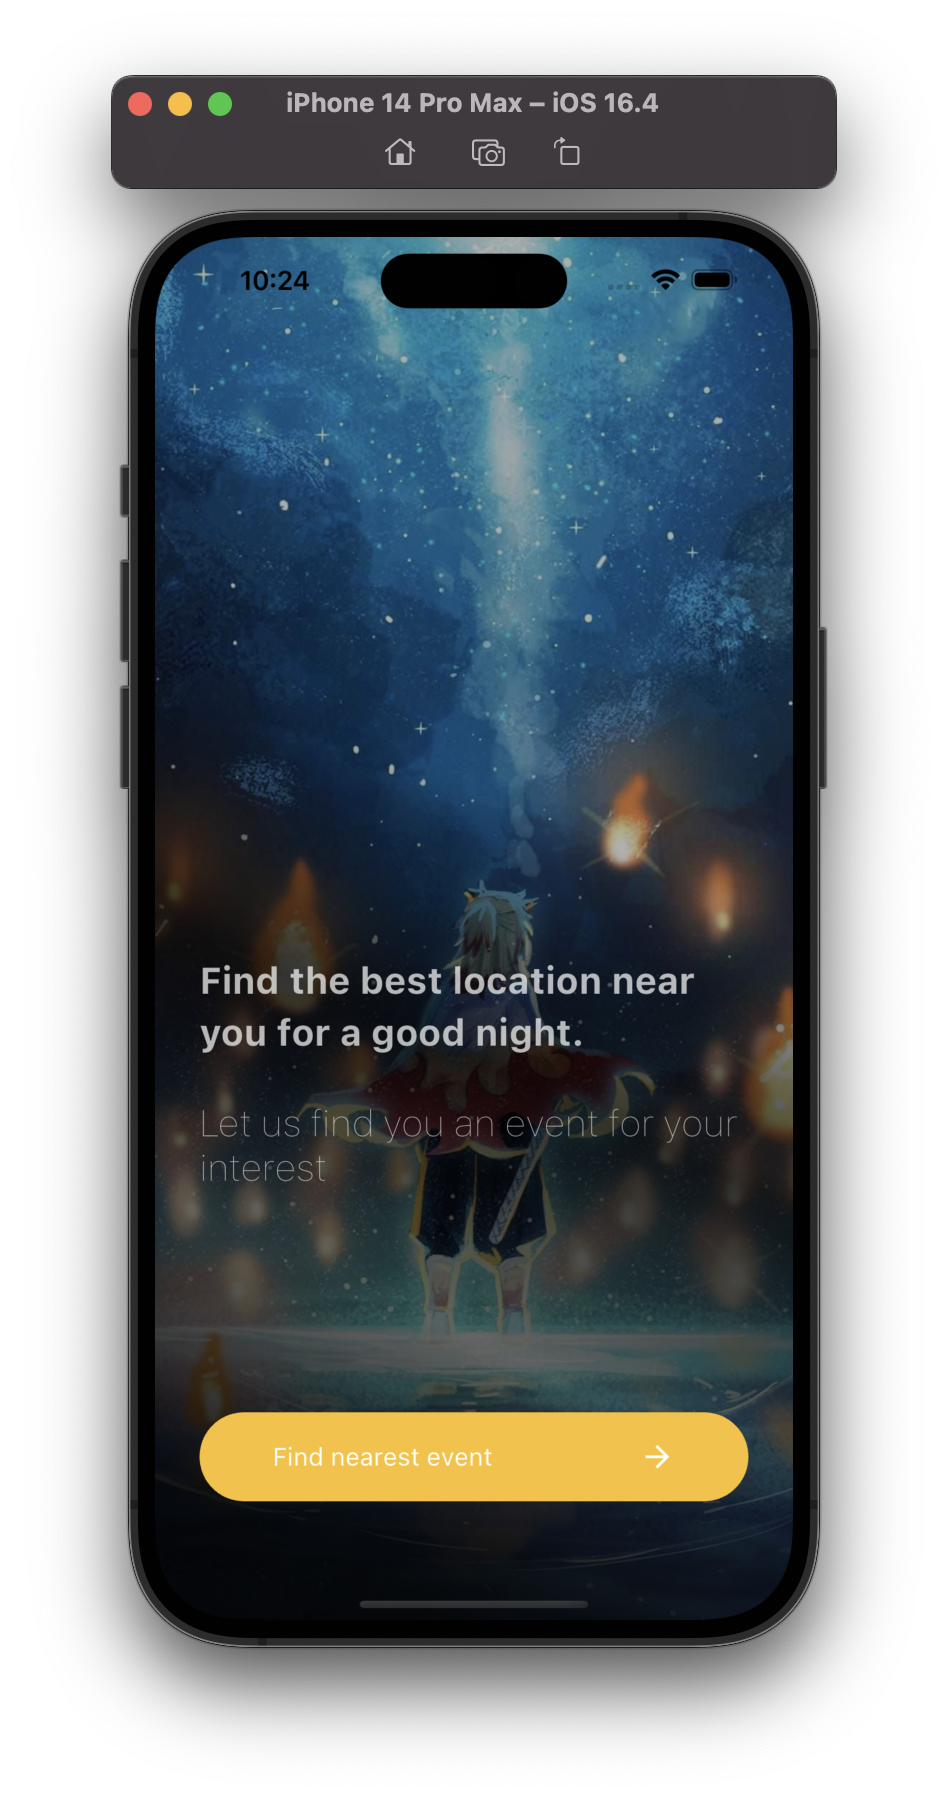 iPhone 14 Pro Max – iOS 16.4
10:24
Find the best location near
you for a good night.
Let us find you an event for your
interest
Find nearest event